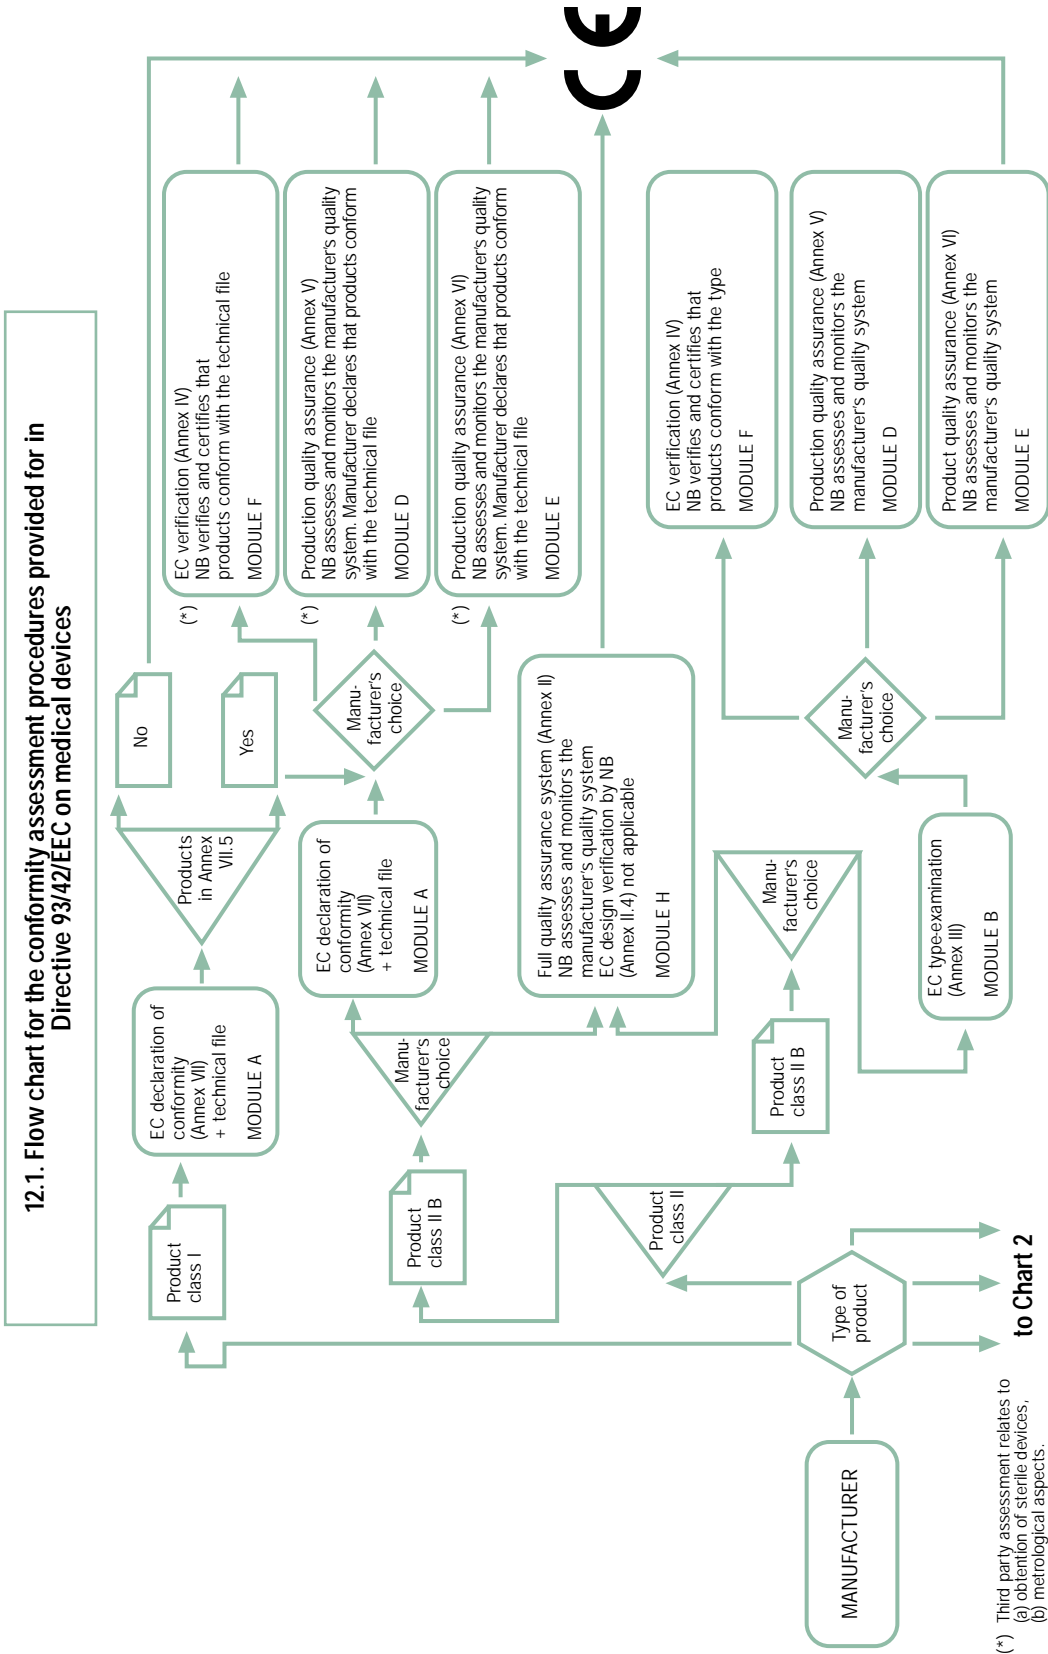 12.1. Flow chart for the conformity assessment procedures provided for in
Directive 93/42/EEC on medical devices
MANUFACTURER
Type of
product
to Chart 2
Product
class I
EC declaration of
conformity
(Annex VII)
+ technical file
MODULE A
Products
in Annex
VII.5
No
Yes
Product
class II
Product
class II B
Manu-
facturer's
choice
EC declaration of
conformity
(Annex VII)
+ technical file
MODULE A
Manu-
facturer's
choice
(*)
EC verification (Annex IV)
NB verifies and certifies that
products conform with the technical file
MODULE F
(*)
Production quality assurance (Annex V)
NB assesses and monitors the manufacturer's quality
system. Manufacturer declares that products conform
with the technical file
MODULE D
(*)
Production quality assurance (Annex VI)
NB assesses and monitors the manufacturer's quality
system. Manufacturer declares that products conform
with the technical file
MODULE E
Full quality assurance system (Annex II)
NB assesses and monitors the
manufacturer's quality system
EC design verification by NB
(Annex II.4) not applicable
MODULE H
CE
Product
class II B
Manu-
facturer's
choice
EC type-examination
(Annex III)
MODULE B
Manu-
facturer's
choice
EC verification (Annex IV)
NB verifies and certifies that
products conform with the type
MODULE F
Production quality assurance (Annex V)
NB assesses and monitors the
manufacturer's quality system
MODULE D
Product quality assurance (Annex VI)
NB assesses and monitors the
manufacturer's quality system
MODULE E
(*) Third party assessment relates to
(a) obtention of sterile devices,
(b) metrological aspects.